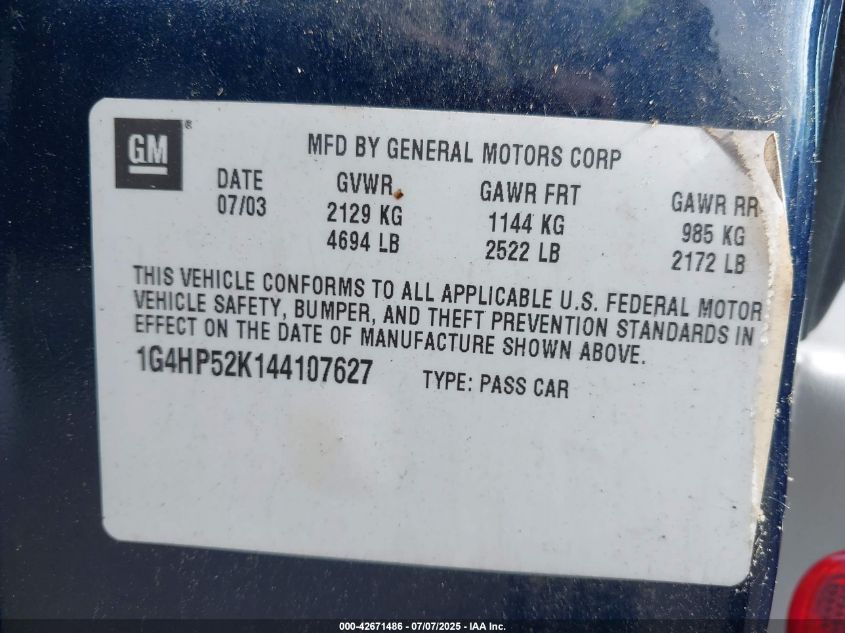 GM®
MFD BY GENERAL MOTORS CORP
DATE GVWR GAWR FRT GAWR RR
07/03 2129 KG 1144 KG 985 KG
4694 LB 2522 LB 2172 LB
THIS VEHICLE CONFORMS TO ALL APPLICABLE U.S. FEDERAL MOTOR
VEHICLE SAFETY, BUMPER, AND THEFT PREVENTION STANDARDS IN
EFFECT ON THE DATE OF MANUFACTURE SHOWN ABOVE.
1G4HP52K144107627 TYPE: PASS CAR
000-42671486 - 07/07/2025 - IAA Inc.